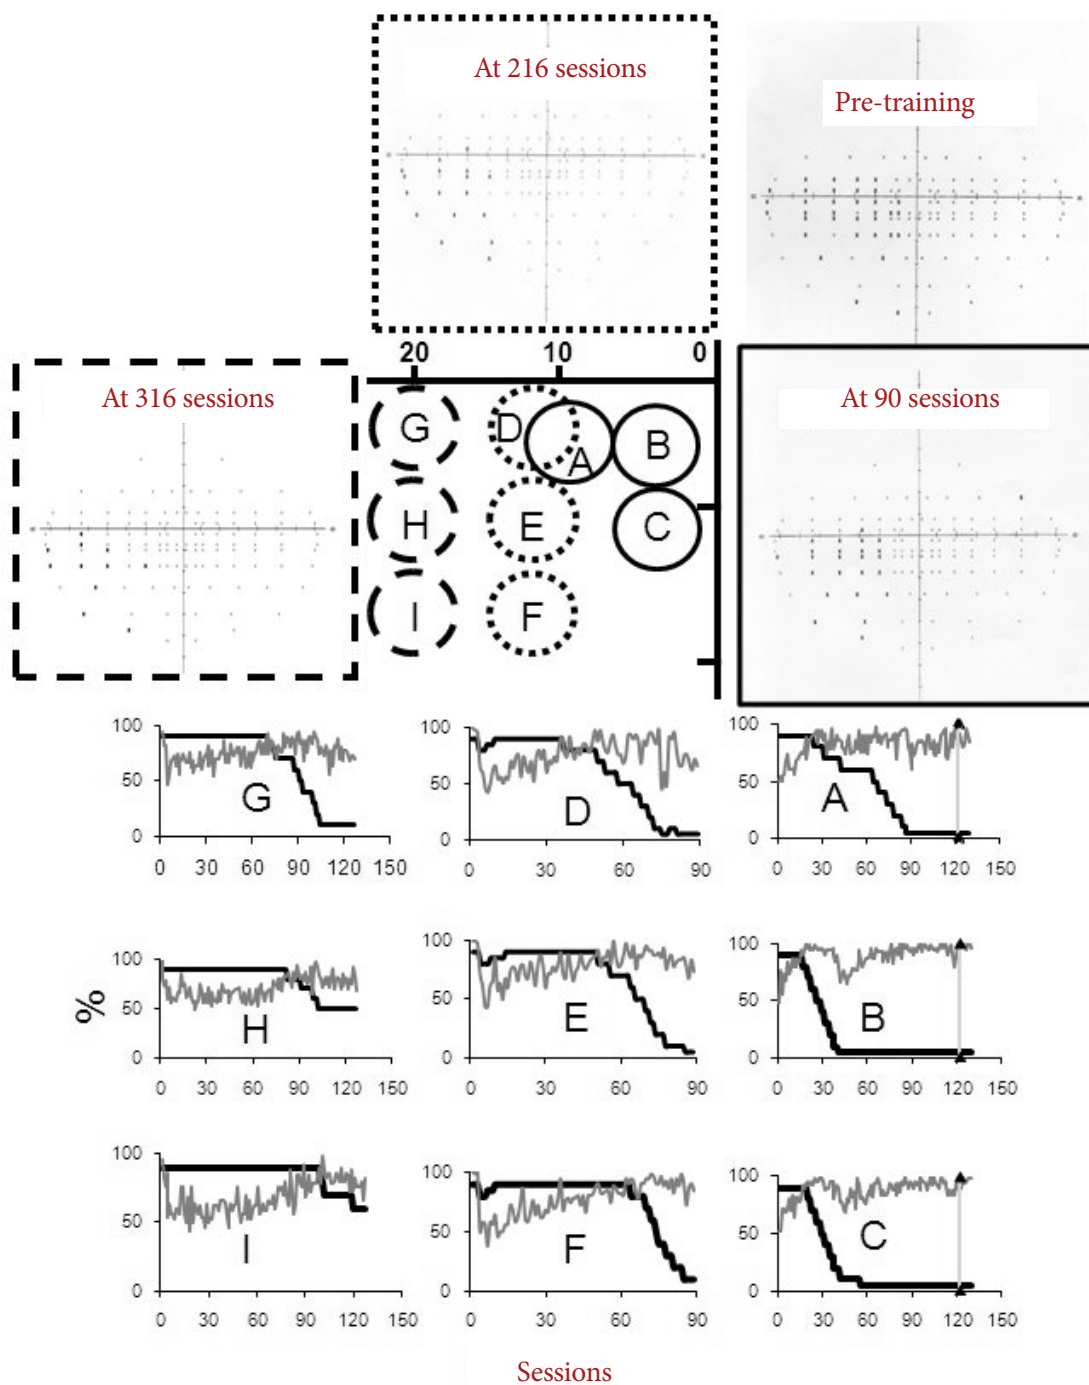 At 216 sessions
Pre-training
20 10 0
At 316 sessions
At 90 sessions
G D A B
H E C
I F
100 50 0
G
0 30 60 90 120 150
100 50 0
D
0 30 60 90
100 50 0
A
0 30 60 90 120 150
%
100 50 0
H
0 30 60 90 120 150
100 50 0
E
0 30 60 90
100 50 0
B
0 30 60 90 120 150
100 50 0
I
0 30 60 90 120 150
100 50 0
F
0 30 60 90
100 50 0
C
0 30 60 90 120 150
Sessions